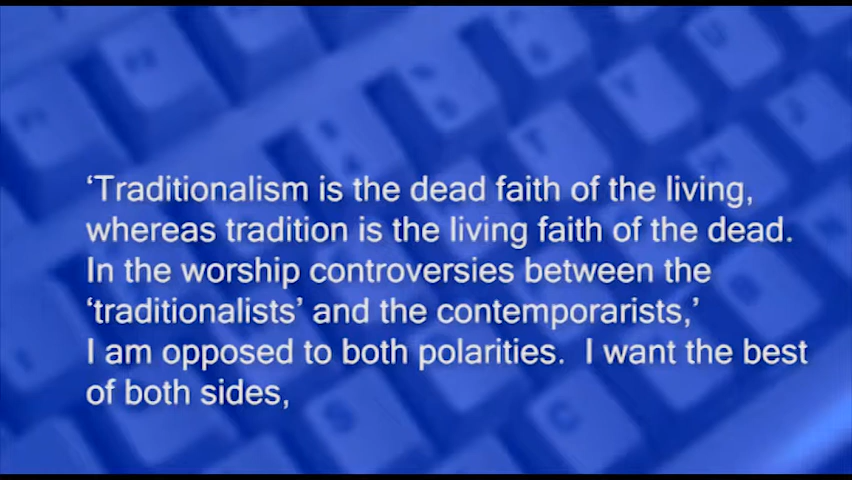 ‘Traditionalism is the dead faith of the living,
whereas tradition is the living faith of the dead.
In the worship controversies between the
‘traditionalists’ and the contemporarists,’
I am opposed to both polarities.  I want the best
of both sides,